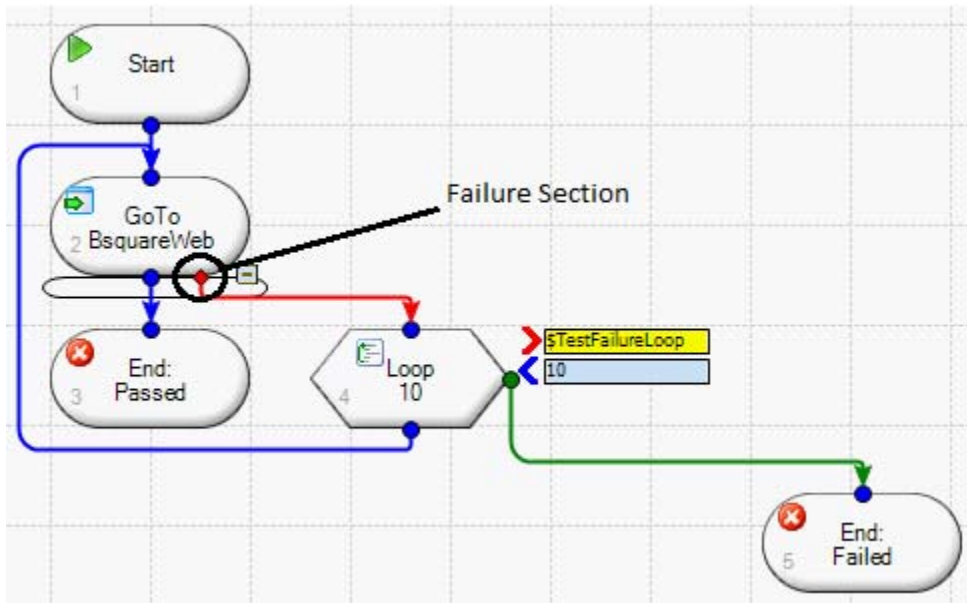 Start
1
GoTo
2 BsquareWeb
Failure Section
End:
Passed
3
Loop
10
4
$TestFailureLoop
10
End:
Failed
5